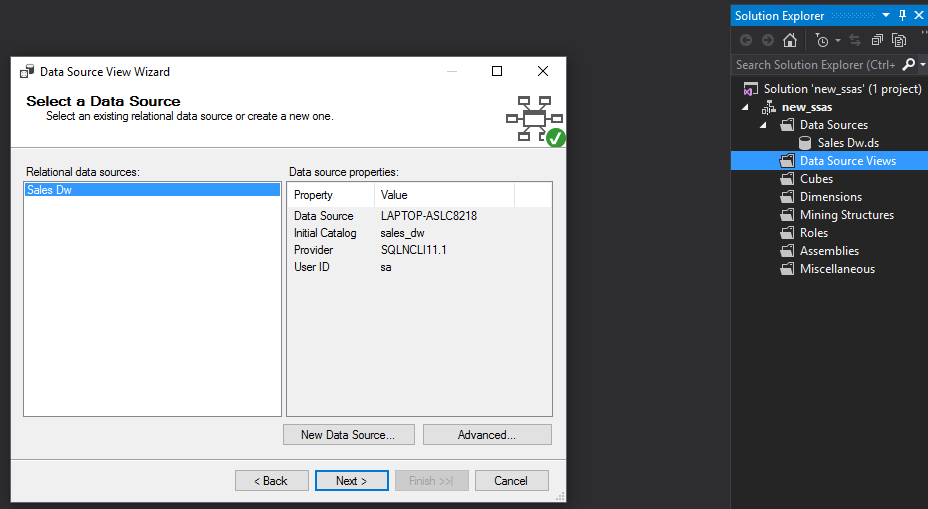 Data Source View Wizard
Select a Data Source
Select an existing relational data source or create a new one.
Relational data sources:
Sales Dw
Data source properties:
Property Value
Data Source LAPTOP-ASLC8218
Initial Catalog sales_dw
Provider SQLNCLI11.1
User ID sa
New Data Source... Advanced...
< Back Next > Finish >>| Cancel
Solution Explorer
Search Solution Explorer (Ctrl+
Solution 'new_ssas' (1 project)
new_ssas
Data Sources
Sales Dw.ds
Data Source Views
Cubes
Dimensions
Mining Structures
Roles
Assemblies
Miscellaneous